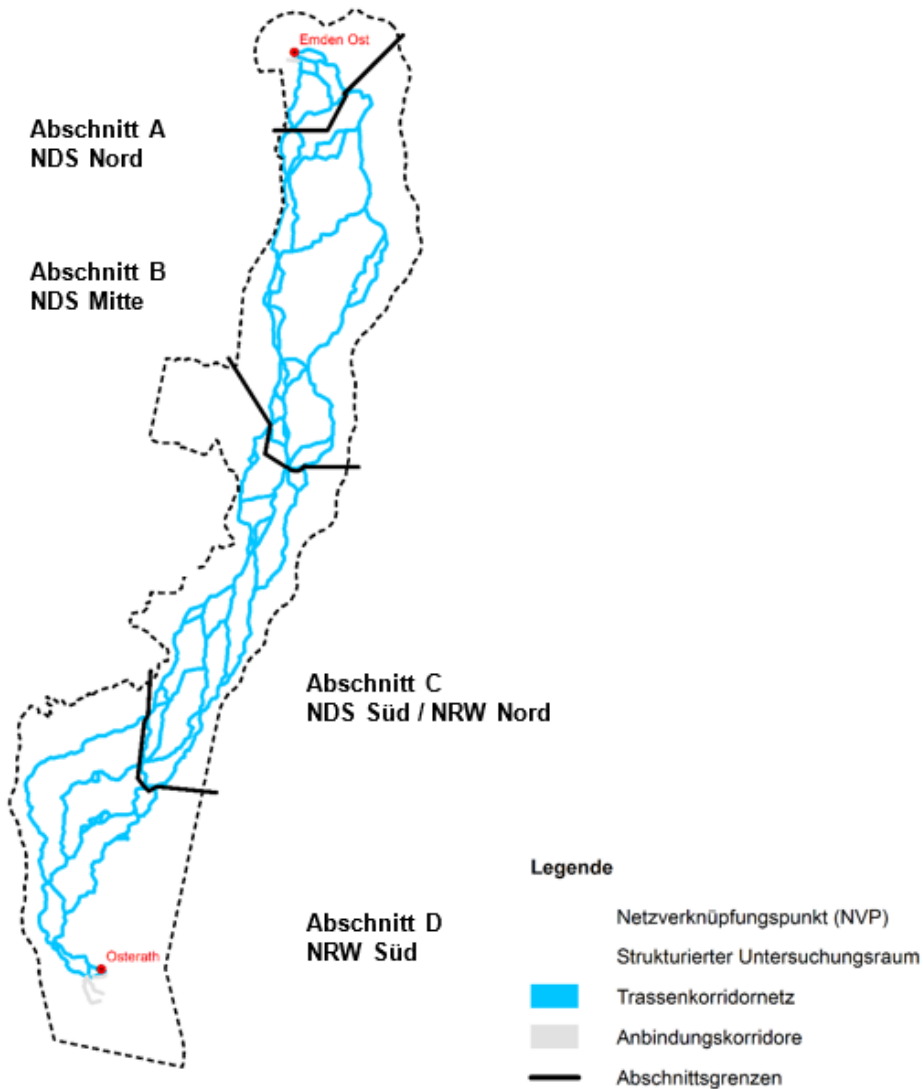 Emden Ost
Abschnitt A
NDS Nord
Abschnitt B
NDS Mitte
Abschnitt C
NDS Süd / NRW Nord
Abschnitt D
NRW Süd
Osterath
Legende
Netzverknüpfungspunkt (NVP)
Strukturierter Untersuchungsraum
Trassenkorridornetz
Anbindungskorridore
Abschnittsgrenzen